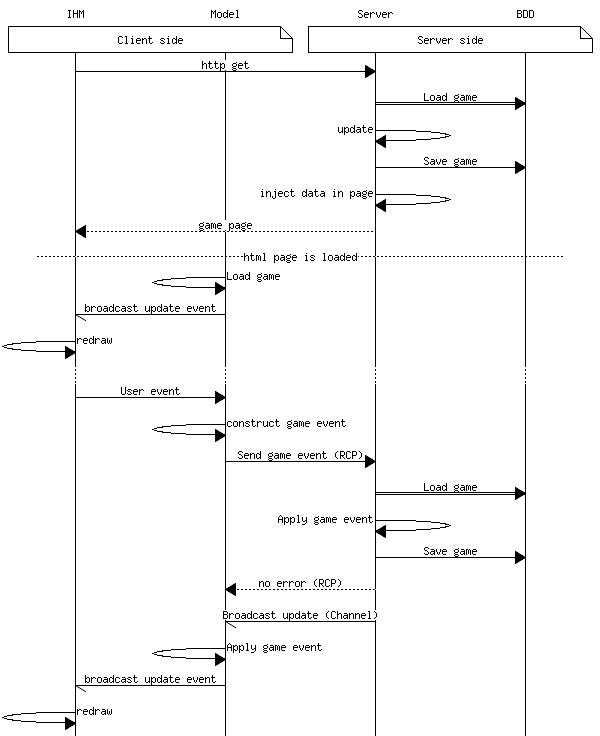 IHM Model Server BDD
Client side Server side
http get
Load game
update
Save game
inject data in page
game page
html page is loaded
Load game
broadcast update event
redraw
User event
construct game event
Send game event (RCP)
Load game
Apply game event
Save game
no error (RCP)
Broadcast update (Channel)
Apply game event
broadcast update event
redraw